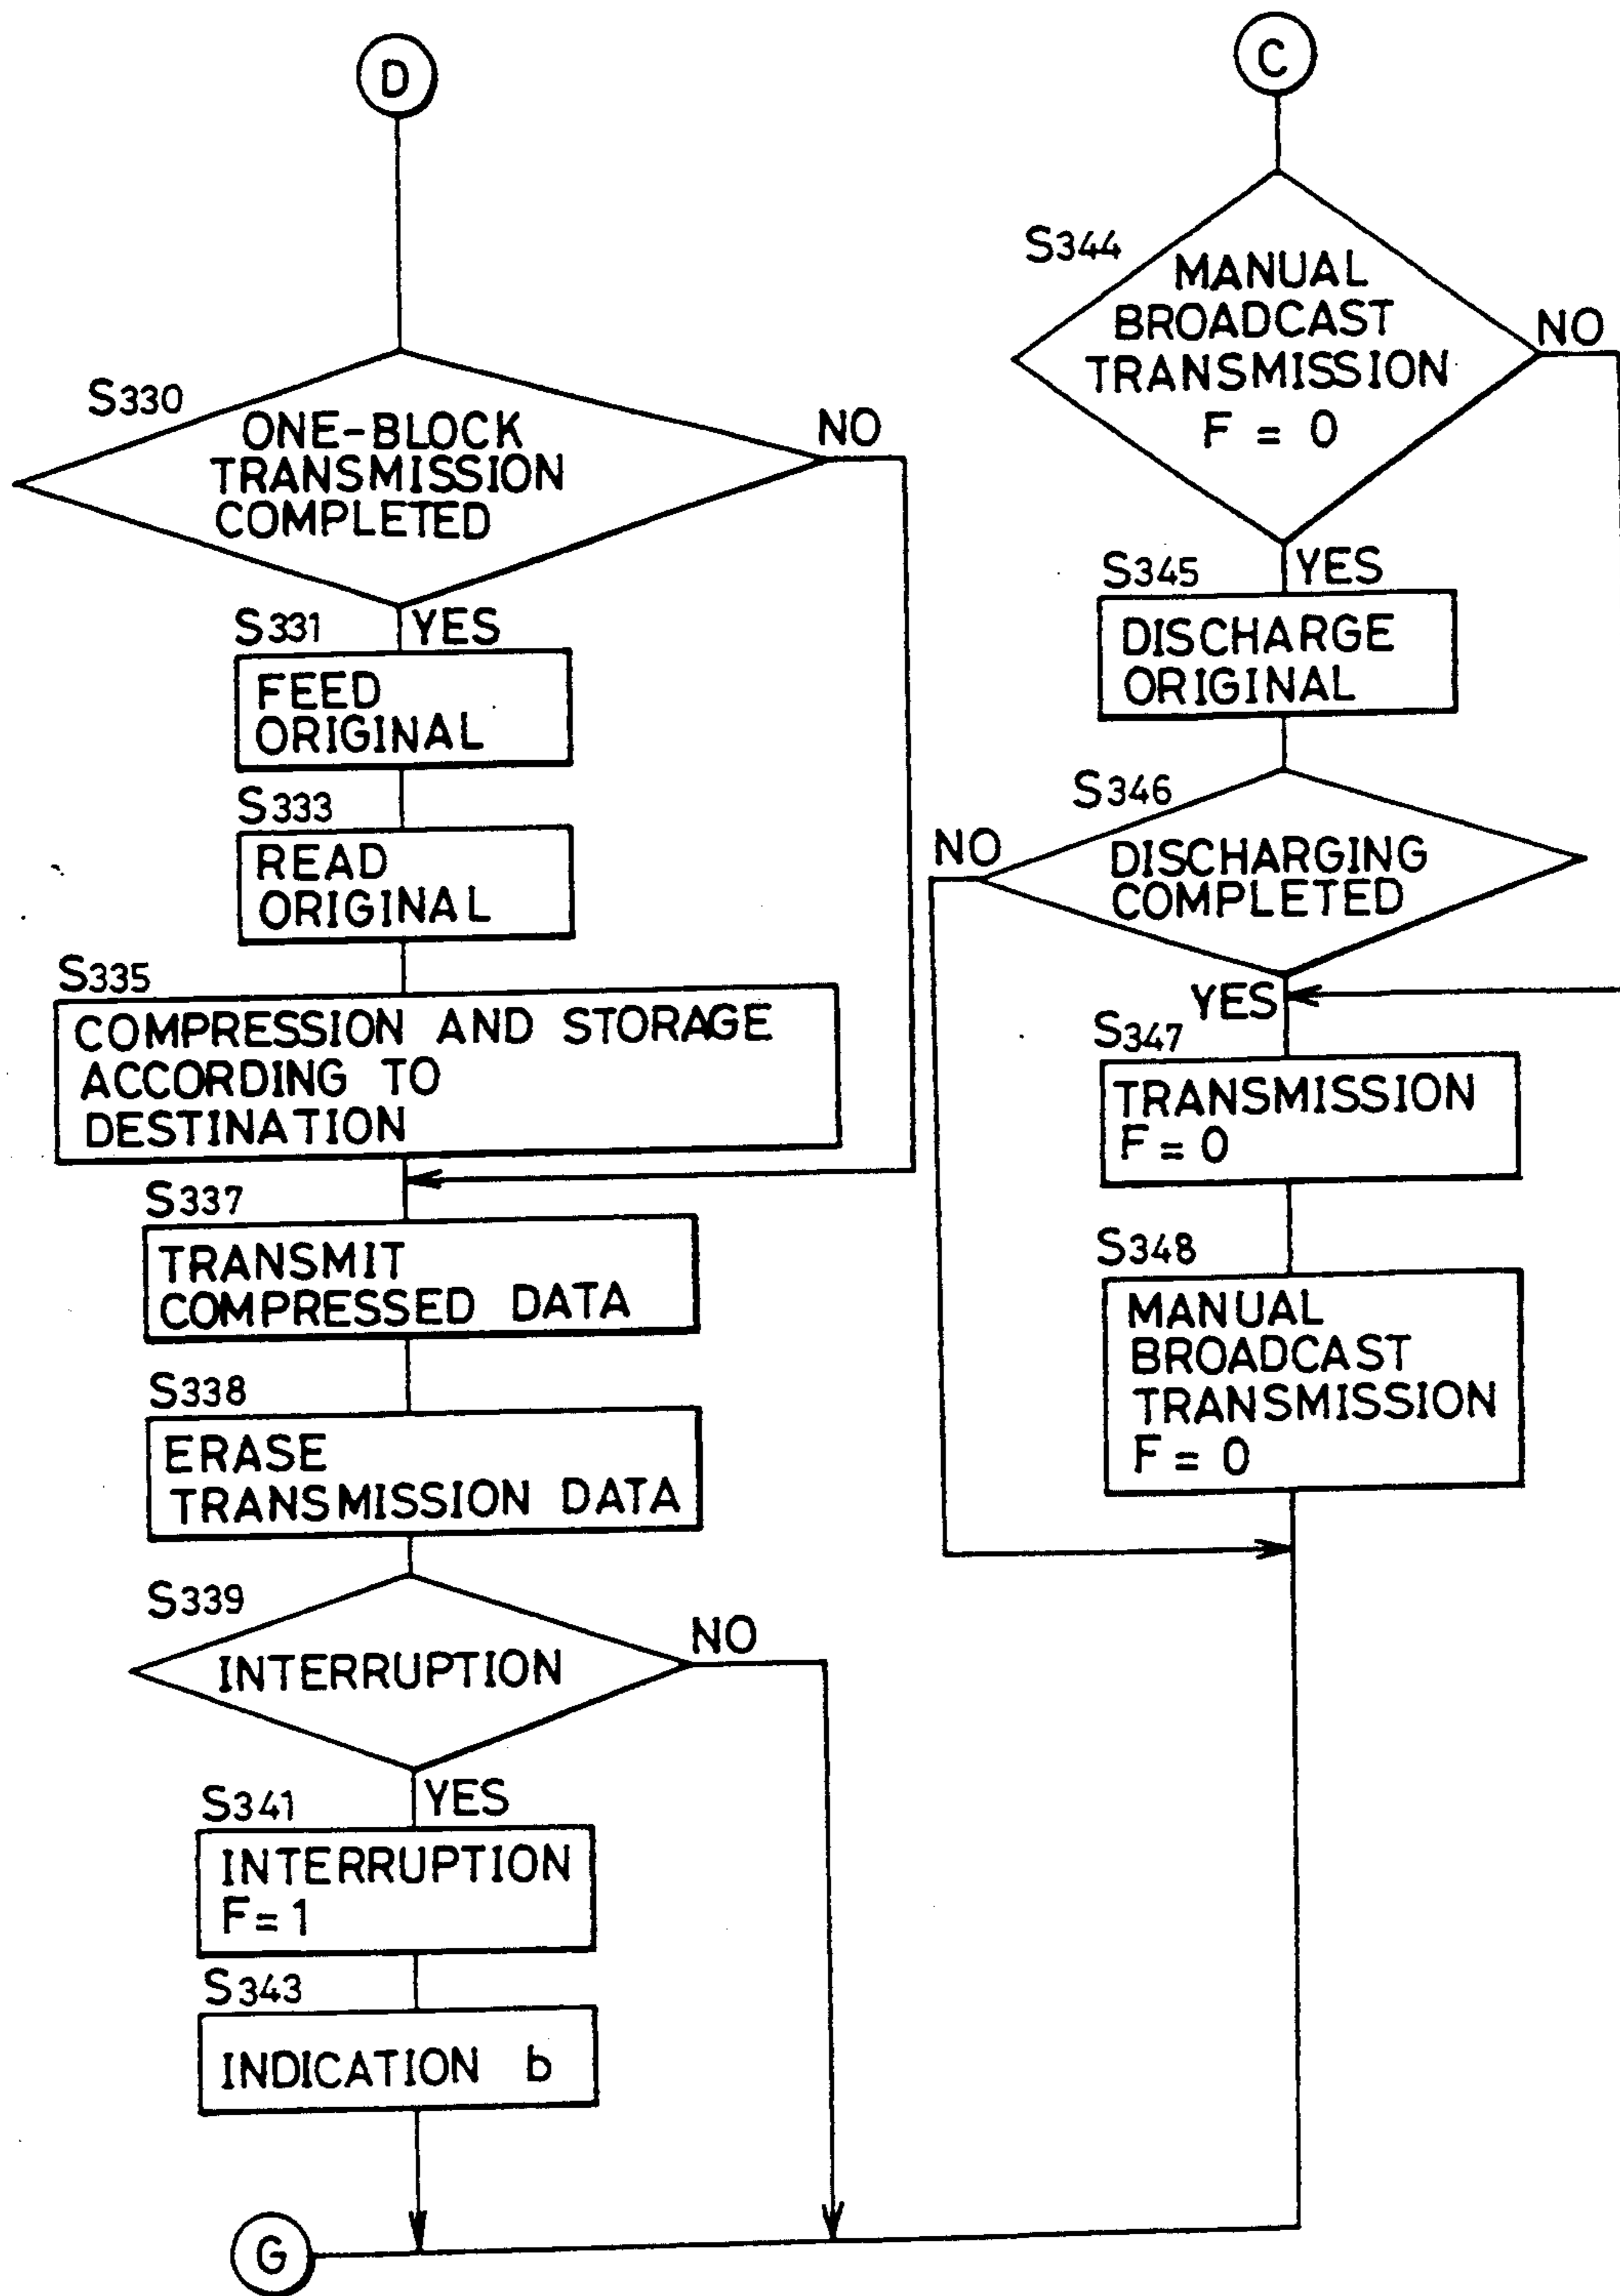 D
S330
ONE-BLOCK
TRANSMISSION
COMPLETED
NO
S331
YES
FEED
ORIGINAL
S333
READ
ORIGINAL
S335
COMPRESSION AND STORAGE
ACCORDING TO
DESTINATION
S337
TRANSMIT
COMPRESSED DATA
S338
ERASE
TRANSMISSION DATA
S339
INTERRUPTION
NO
S341
YES
INTERRUPTION
F=1
S343
INDICATION b
G
C
S344
MANUAL
BROADCAST
TRANSMISSION
F = 0
NO
S345
YES
DISCHARGE
ORIGINAL
S346
NO
DISCHARGING
COMPLETED
YES
S347
TRANSMISSION
F = 0
S348
MANUAL
BROADCAST
TRANSMISSION
F = 0